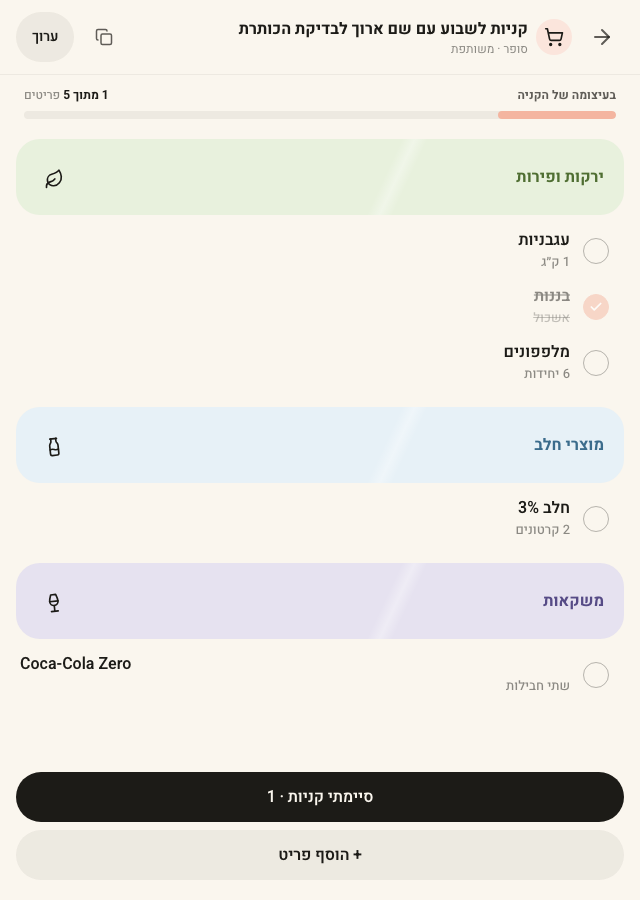 קניות לשבוע עם שם ארוך לבדיקת הכותרת
סופר · משותפת
ערוך
בעיצומה של הקניה
1 מתוך 5 פריטים
ירקות ופירות
עגבניות
1 ק״ג
בננות
אשכול
מלפפונים
6 יחידות
מוצרי חלב
חלב 3%
2 קרטונים
משקאות
Coca-Cola Zero
שתי חבילות
סיימתי קניות · 1
+ הוסף פריט